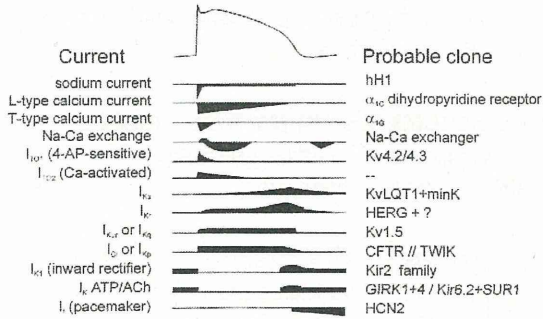 Current Probable clone
sodium current hH1
L-type calcium current α1C dihydropyridine receptor
T-type calcium current α1G
Na-Ca exchange Na-Ca exchanger
ITO1 (4-AP-sensitive) Kv4.2/4.3
ITO2 (Ca-activated) --
IKs KvLQT1+minK
IKr HERG + ?
IKur or IKq Kv1.5
ICl or IKp CFTR // TWIK
IK1 (inward rectifier) Kir2 family
IK ATP/ACh GIRK1+4 / Kir6.2+SUR1
If (pacemaker) HCN2